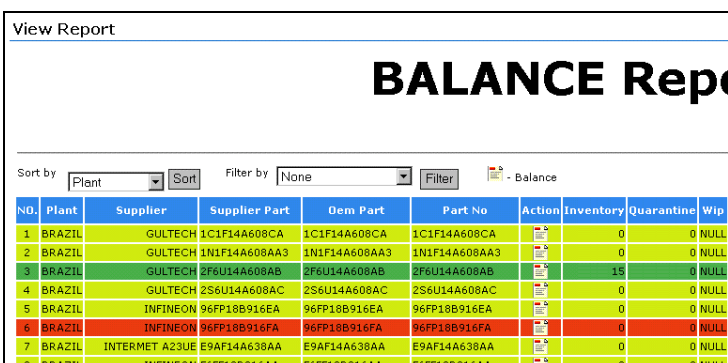 View Report
BALANCE Repo
Sort by Plant Sort Filter by None Filter - Balance
NO. Plant Supplier Supplier Part Oem Part Part No Action Inventory Quarantine Wip
1 BRAZIL GULTECH 1C1F14A608CA 1C1F14A608CA 1C1F14A608CA 0 0 NULL
2 BRAZIL GULTECH 1N1F14A608AA3 1N1F14A608AA3 1N1F14A608AA3 0 0 NULL
3 BRAZIL GULTECH 2F6U14A608AB 2F6U14A608AB 2F6U14A608AB 15 0 NULL
4 BRAZIL GULTECH 2S6U14A608AC 2S6U14A608AC 2S6U14A608AC 0 0 NULL
5 BRAZIL INFINEON 96FP18B916EA 96FP18B916EA 96FP18B916EA 0 0 NULL
6 BRAZIL INFINEON 96FP18B916FA 96FP18B916FA 96FP18B916FA 0 0 NULL
7 BRAZIL INTERMET A23UE E9AF14A638AA E9AF14A638AA E9AF14A638AA 0 0 NULL